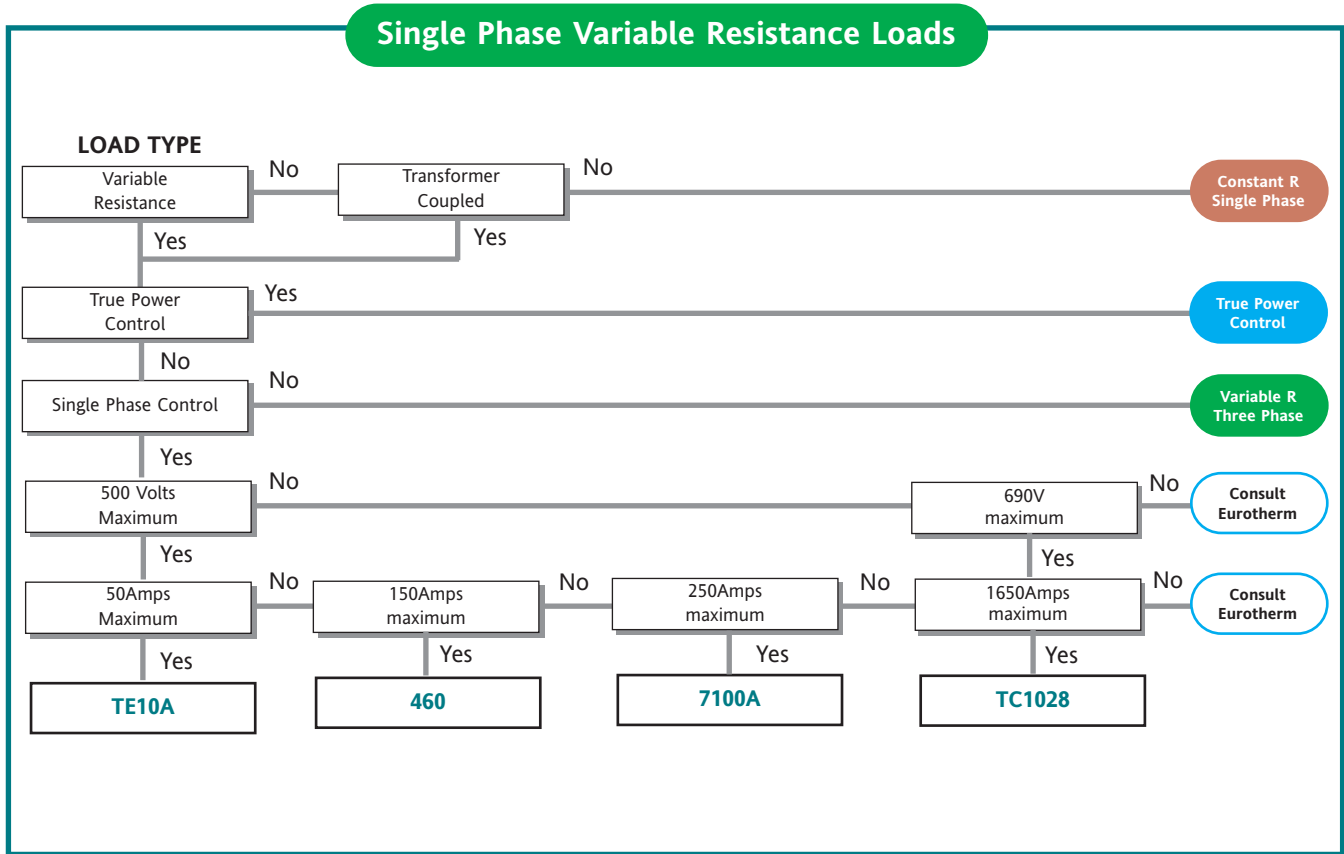 Single Phase Variable Resistance Loads
LOAD TYPE
Variable
Resistance
No
Transformer
Coupled
No
Constant R
Single Phase
Yes
Yes
True Power
Control
Yes
True Power
Control
No
Single Phase Control
No
Variable R
Three Phase
Yes
500 Volts
Maximum
No
690V
maximum
No
Consult
Eurotherm
Yes
Yes
50Amps
Maximum
No
150Amps
maximum
No
250Amps
maximum
No
1650Amps
maximum
No
Consult
Eurotherm
Yes
Yes
Yes
Yes
TE10A
460
7100A
TC1028